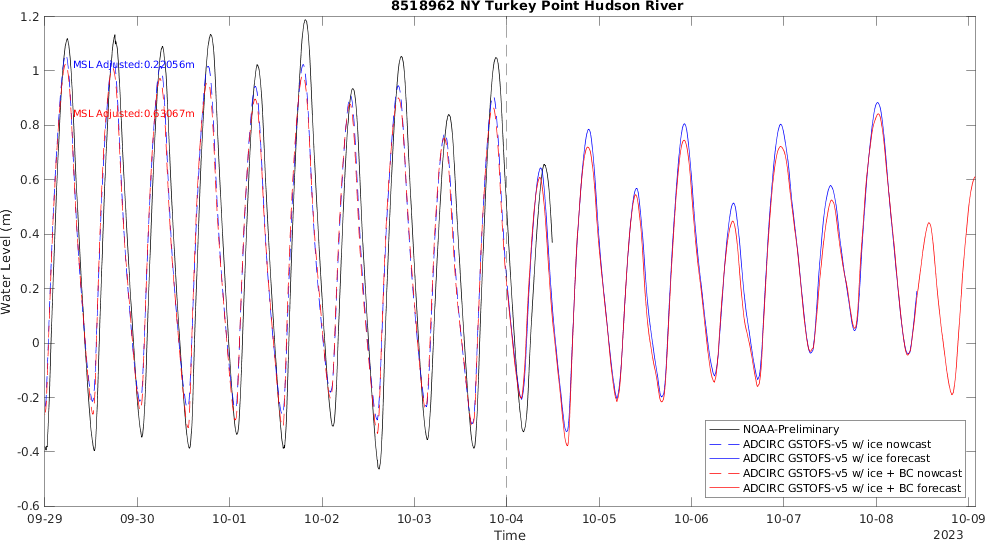 8518962 NY Turkey Point Hudson River
1.2
1
0.8
0.6
0.4
0.2
0
-0.2
-0.4
-0.6
Water Level (m)
MSL Adjusted:0.22056m
MSL Adjusted:0.63067m
NOAA-Preliminary
ADCIRC GSTOFS-v5 w/ ice nowcast
ADCIRC GSTOFS-v5 w/ ice forecast
ADCIRC GSTOFS-v5 w/ ice + BC nowcast
ADCIRC GSTOFS-v5 w/ ice + BC forecast
09-29 09-30 10-01 10-02 10-03 10-04 10-05 10-06 10-07 10-08 10-09
Time
2023